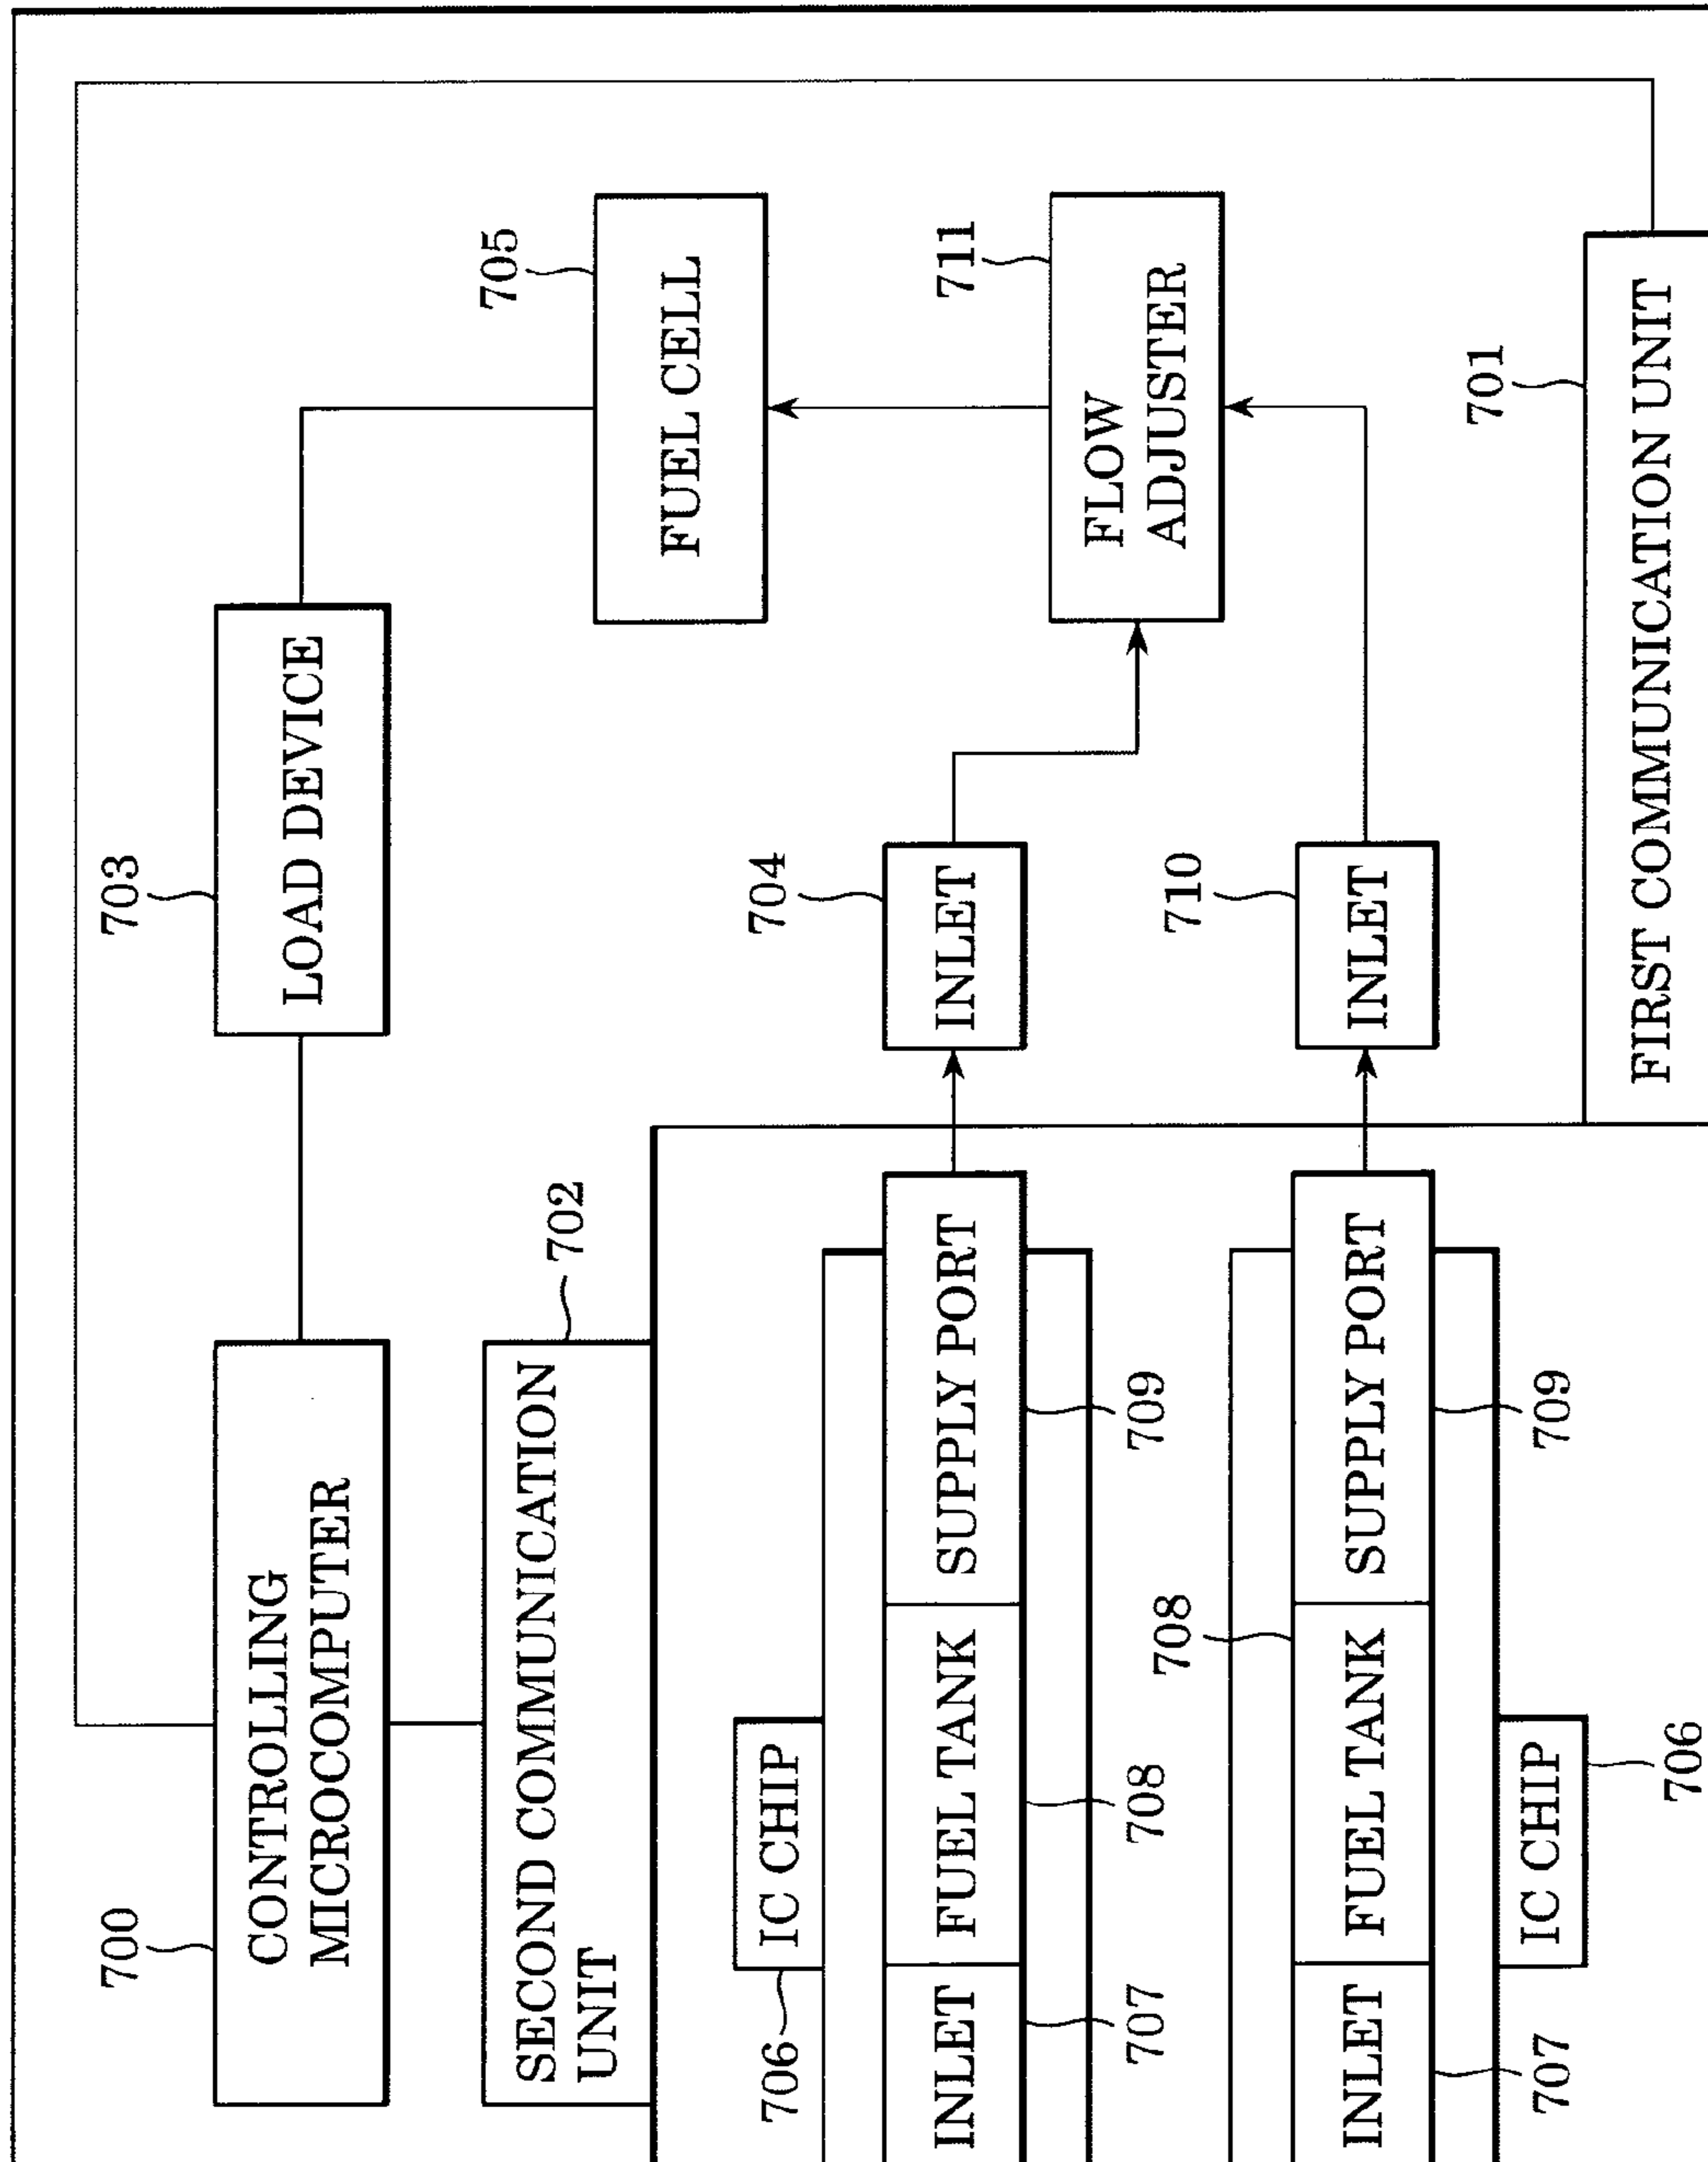 700
703
CONTROLLING
MICROCOMPUTER
LOAD DEVICE
702
705
SECOND COMMUNICATION
UNIT
FUEL CELL
706
IC CHIP
704
INLET
FUEL TANK
SUPPLY PORT
INLET
711
FLOW
ADJUSTER
707
708
709
708
710
INLET
FUEL TANK
SUPPLY PORT
INLET
707
709
IC CHIP
706
701
FIRST COMMUNICATION UNIT